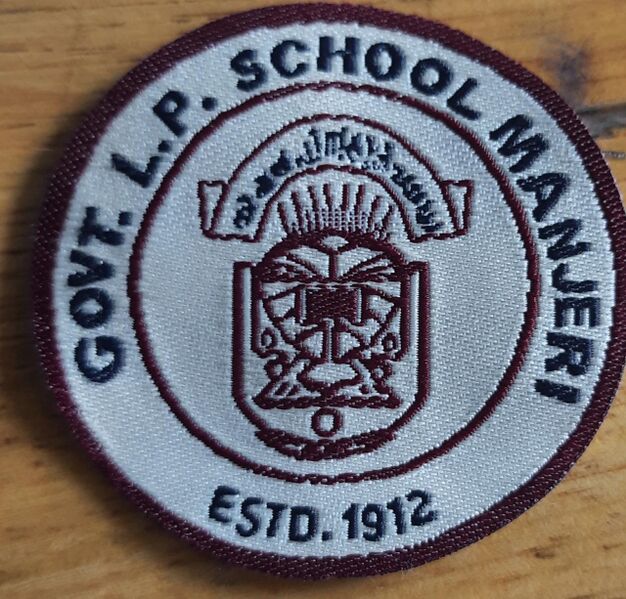 GOVT. L.P. SCHOOL MANJERI
ESTD. 1912